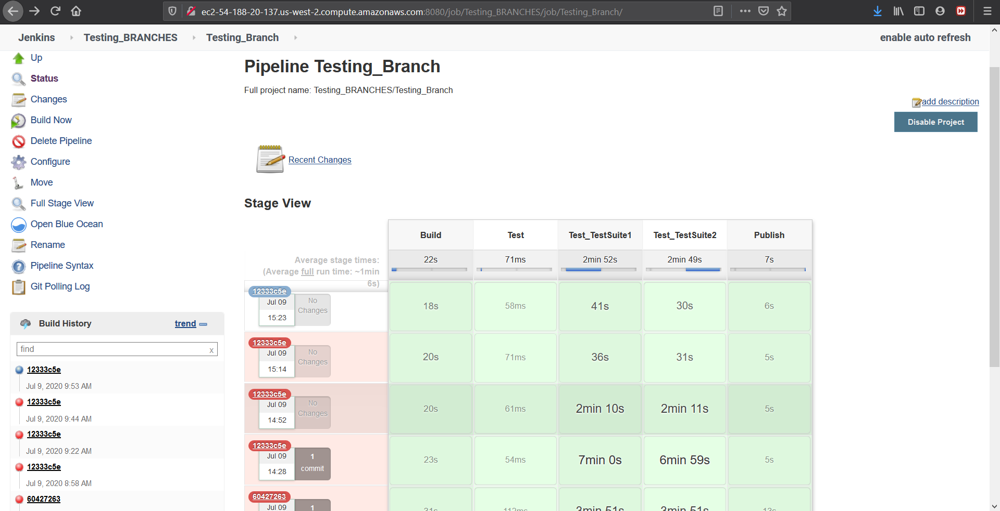 ec2-54-188-20-137.us-west-2.compute.amazonaws.com:8080/job/Testing_BRANCHES/job/Testing_Branch/
Jenkins
Testing_BRANCHES
Testing_Branch
enable auto refresh
Up
Status
Changes
Build Now
Delete Pipeline
Configure
Move
Full Stage View
Open Blue Ocean
Rename
Pipeline Syntax
Git Polling Log
Build History
trend
find
x
12333c5e
Jul 9, 2020 9:53 AM
12333c5e
Jul 9, 2020 9:44 AM
12333c5e
Jul 9, 2020 9:22 AM
12333c5e
Jul 9, 2020 8:58 AM
60427263
Pipeline Testing_Branch
Full project name: Testing_BRANCHES/Testing_Branch
add description
Disable Project
Recent Changes
Stage View
Build
Test
Test_TestSuite1
Test_TestSuite2
Publish
Average stage times:
(Average full run time: ~1min
6s)
22s
71ms
2min 52s
2min 49s
7s
12333c5e
Jul 09
15:23
No
Changes
18s
58ms
41s
30s
6s
12333c5e
Jul 09
15:14
No
Changes
20s
71ms
36s
31s
5s
12333c5e
Jul 09
14:52
No
Changes
20s
61ms
2min 10s
2min 11s
5s
12333c5e
Jul 09
14:28
1
commit
23s
54ms
7min 0s
6min 59s
5s
60427263
Jul 09
1
31s
112ms
3min 51s
3min 51s
13s